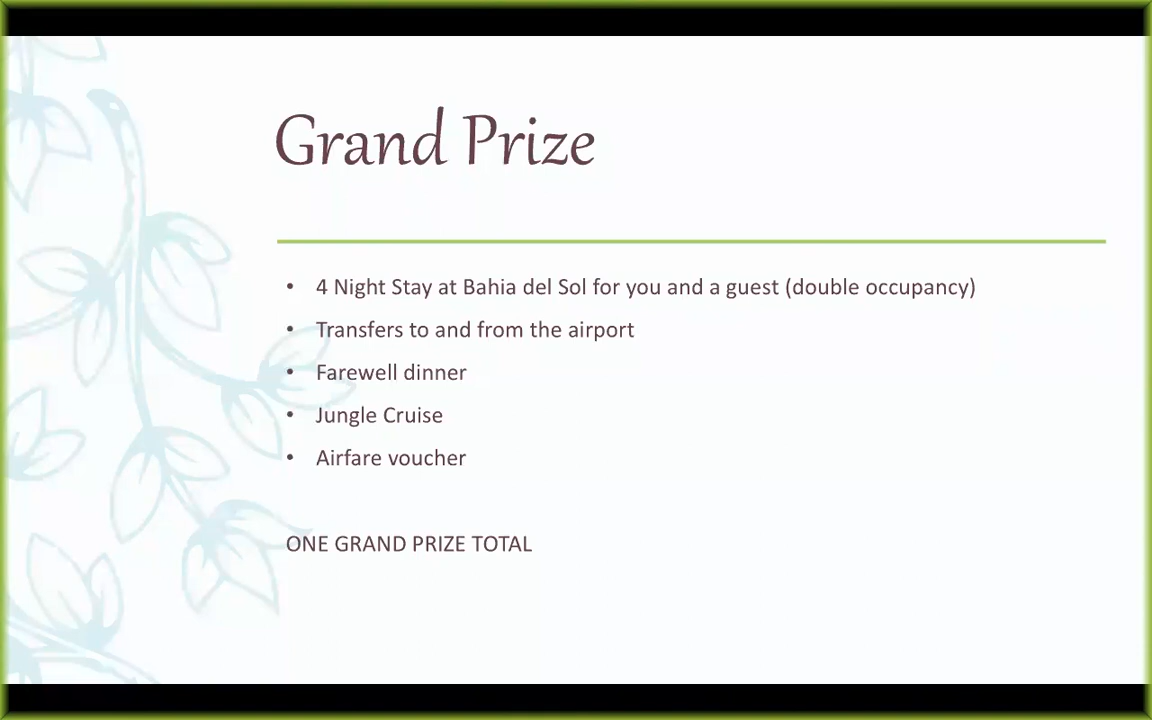 Grand Prize
• 4 Night Stay at Bahia del Sol for you and a guest (double occupancy)
• Transfers to and from the airport
• Farewell dinner
• Jungle Cruise
• Airfare voucher
ONE GRAND PRIZE TOTAL